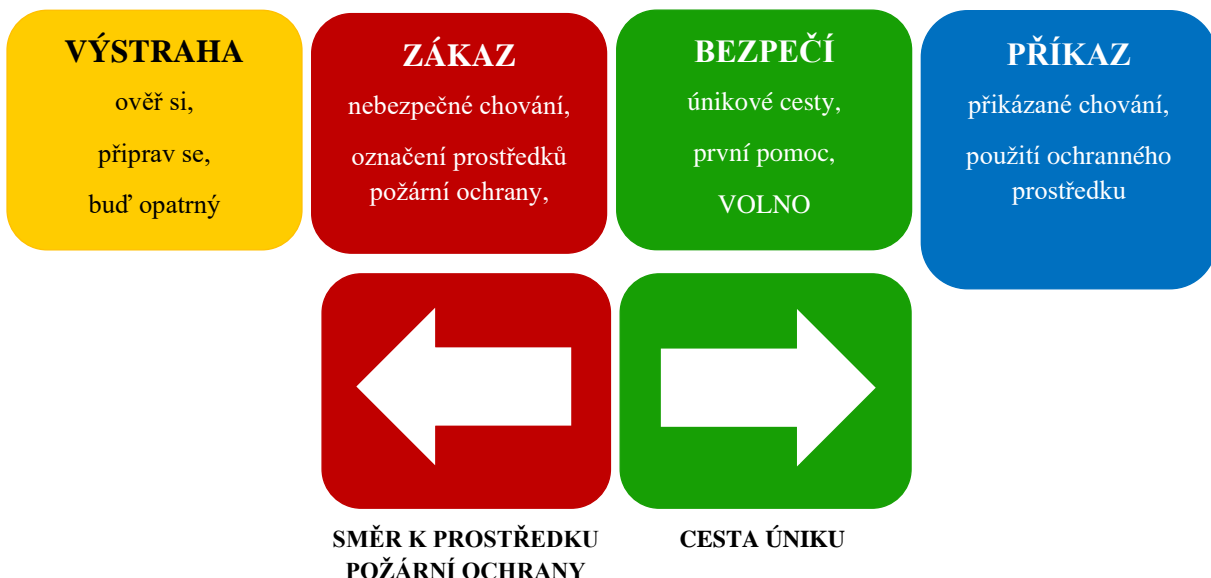 VÝSTRAHA
ověř si,
připrav se,
buď opatrný
ZÁKAZ
nebezpečné chování,
označení prostředků
požární ochrany,
BEZPEČÍ
únikové cesty,
první pomoc,
VOLNO
PŘÍKAZ
přikázané chování,
použití ochranného
prostředku
SMĚR K PROSTŘEDKU
POŽÁRNÍ OCHRANY
CESTA ÚNIKU